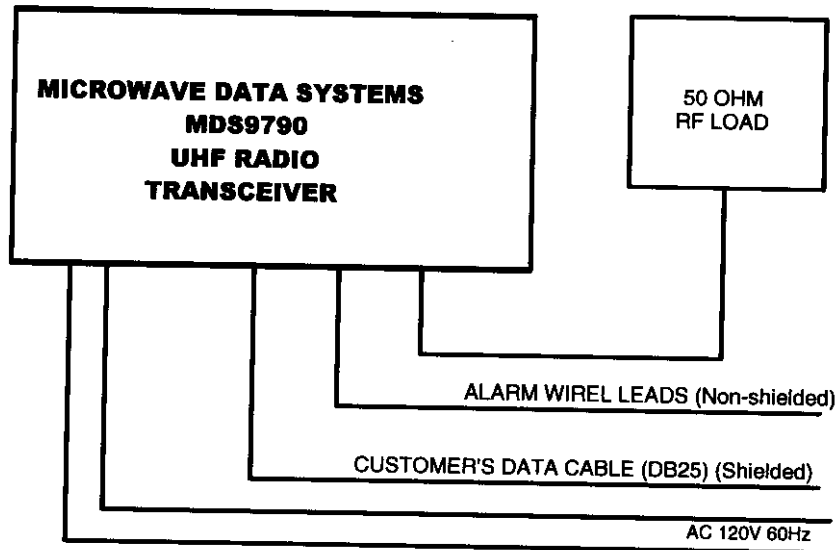 MICROWAVE DATA SYSTEMS
MDS9790
UHF RADIO
TRANSCEIVER
50 OHM
RF LOAD
ALARM WIREL LEADS (Non-shielded)
CUSTOMER'S DATA CABLE (DB25) (Shielded)
AC 120V 60Hz